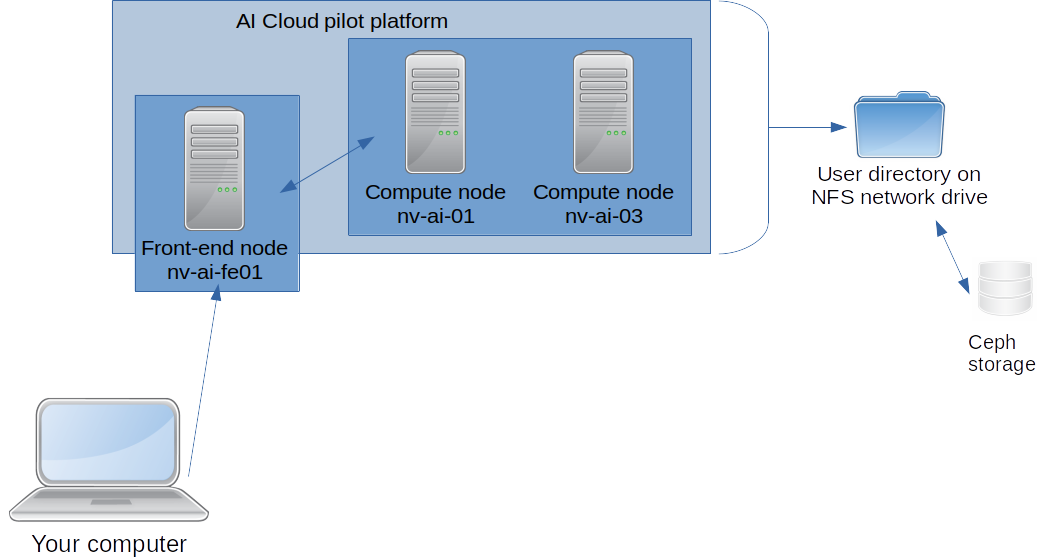 AI Cloud pilot platform
Compute node
nv-ai-01
Compute node
nv-ai-03
Front-end node
nv-ai-fe01
User directory on
NFS network drive
Ceph
storage
Your computer